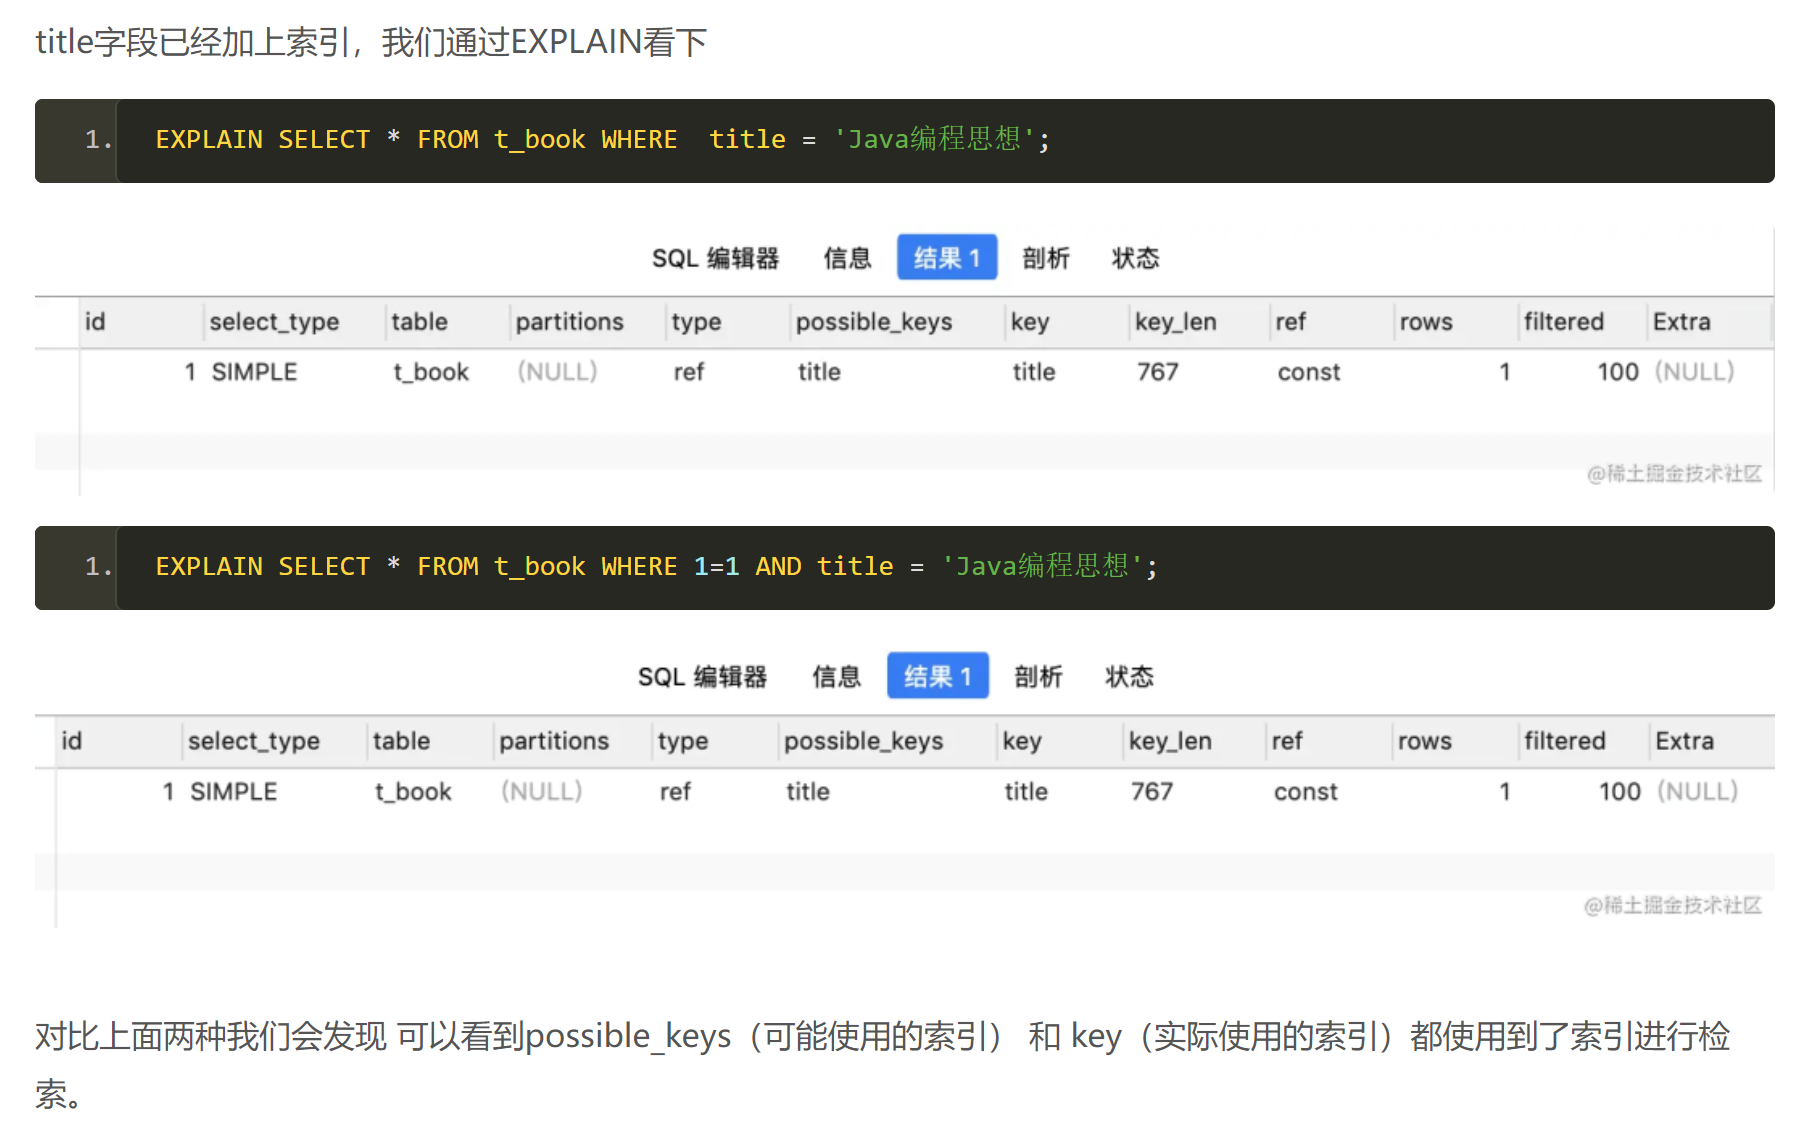 title字段已经加上索引，我们通过EXPLAIN看下
1. EXPLAIN SELECT * FROM t_book WHERE  title = 'Java编程思想';
SQL 编辑器 信息 结果 1 剖析 状态
id select_type table partitions type possible_keys key key_len ref rows filtered Extra
1 SIMPLE t_book (NULL) ref title title 767 const 1 100 (NULL)
@稀土掘金技术社区
1. EXPLAIN SELECT * FROM t_book WHERE 1=1 AND title = 'Java编程思想';
SQL 编辑器 信息 结果 1 剖析 状态
id select_type table partitions type possible_keys key key_len ref rows filtered Extra
1 SIMPLE t_book (NULL) ref title title 767 const 1 100 (NULL)
@稀土掘金技术社区
对比上面两种我们会发现 可以看到possible_keys（可能使用的索引） 和 key（实际使用的索引）都使用到了索引进行检
索。